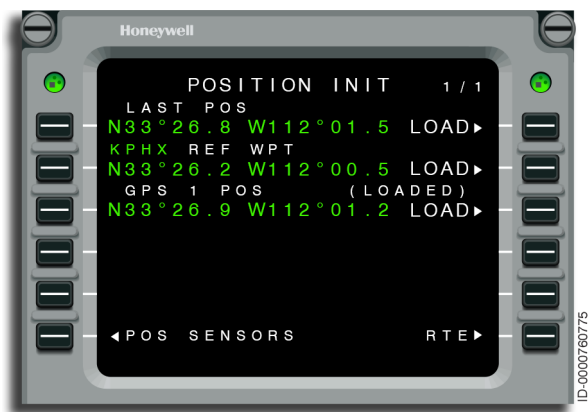 Honeywell
POSITION INIT 1/1
LAST POS
N33°26.8 W112°01.5 LOAD▶
KPHX REF WPT
N33°26.2 W112°00.5 LOAD▶
GPS 1 POS (LOADED)
N33°26.9 W112°01.2 LOAD▶
◀POS SENSORS RTE▶
ID-0000760775